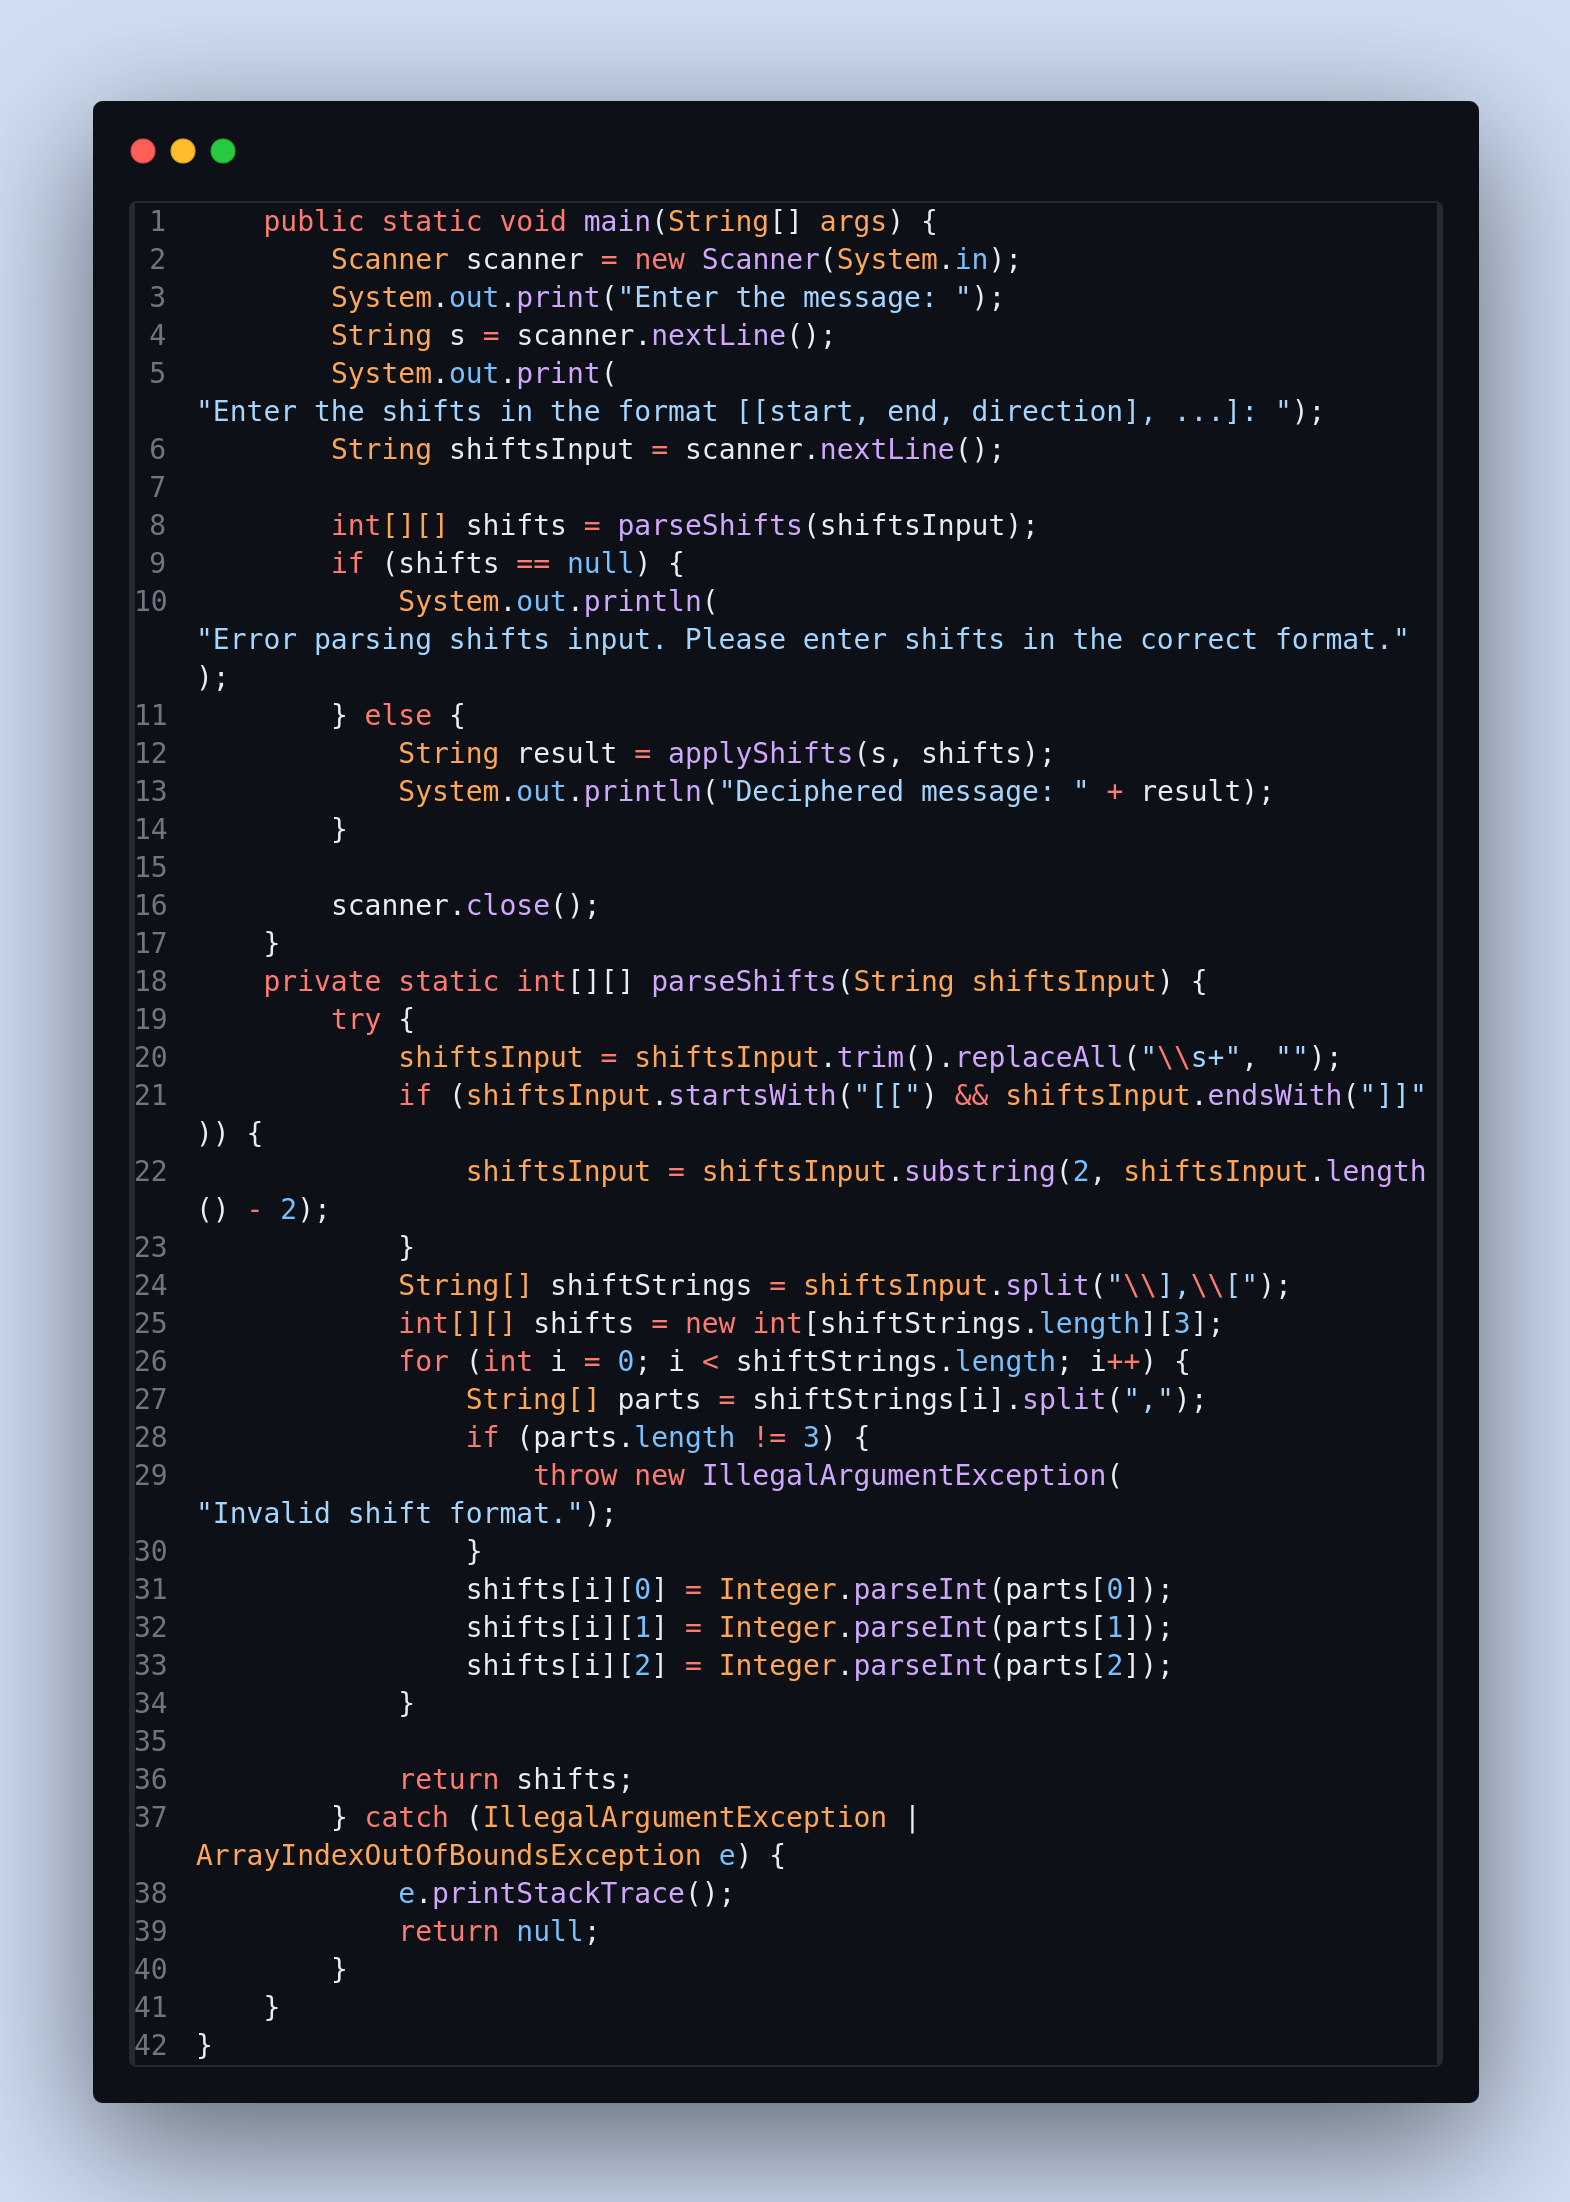 1     public static void main(String[] args) {
2         Scanner scanner = new Scanner(System.in);
3         System.out.print("Enter the message: ");
4         String s = scanner.nextLine();
5         System.out.print(
"Enter the shifts in the format [[start, end, direction], ...]: ");
6         String shiftsInput = scanner.nextLine();
7
8         int[][] shifts = parseShifts(shiftsInput);
9         if (shifts == null) {
10             System.out.println(
"Error parsing shifts input. Please enter shifts in the correct format."
);
11         } else {
12             String result = applyShifts(s, shifts);
13             System.out.println("Deciphered message: " + result);
14         }
15
16         scanner.close();
17     }
18     private static int[][] parseShifts(String shiftsInput) {
19         try {
20             shiftsInput = shiftsInput.trim().replaceAll("\\s+", "");
21             if (shiftsInput.startsWith("[[") && shiftsInput.endsWith("]]"
)) {
22                 shiftsInput = shiftsInput.substring(2, shiftsInput.length
() - 2);
23             }
24             String[] shiftStrings = shiftsInput.split("\\],\\[");
25             int[][] shifts = new int[shiftStrings.length][3];
26             for (int i = 0; i < shiftStrings.length; i++) {
27                 String[] parts = shiftStrings[i].split(",");
28                 if (parts.length != 3) {
29                     throw new IllegalArgumentException(
"Invalid shift format.");
30                 }
31                 shifts[i][0] = Integer.parseInt(parts[0]);
32                 shifts[i][1] = Integer.parseInt(parts[1]);
33                 shifts[i][2] = Integer.parseInt(parts[2]);
34             }
35
36             return shifts;
37         } catch (IllegalArgumentException |
ArrayIndexOutOfBoundsException e) {
38             e.printStackTrace();
39             return null;
40         }
41     }
42 }